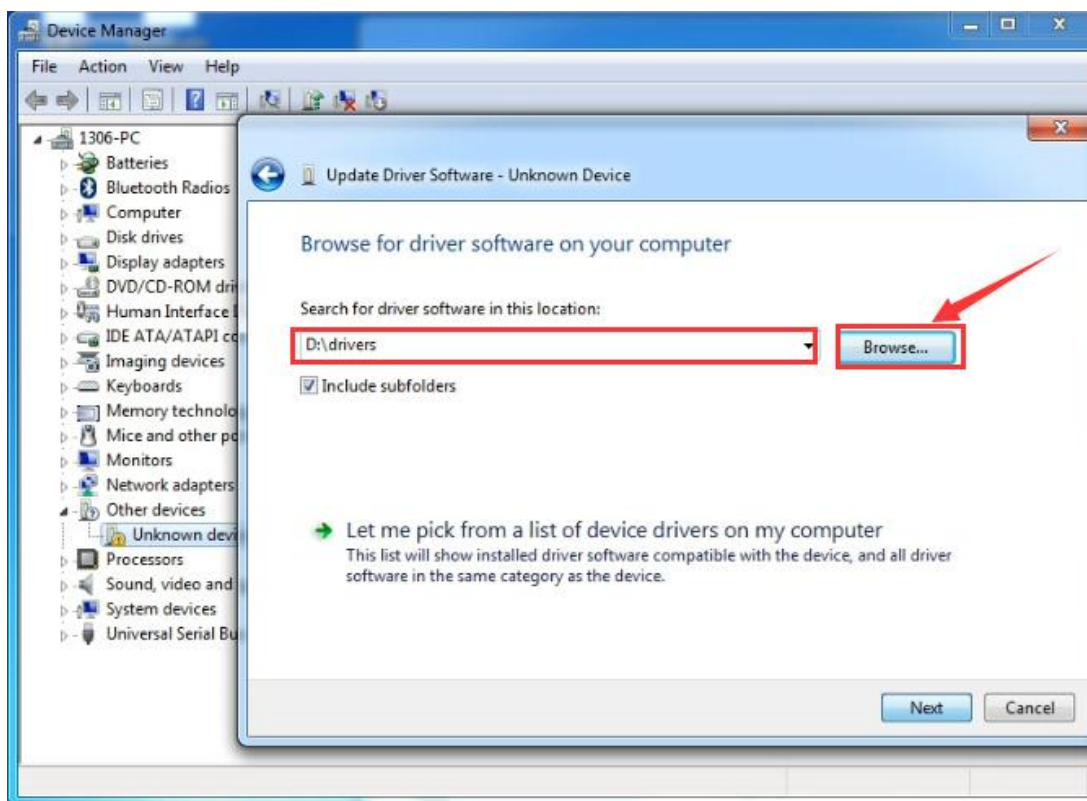 Device Manager
File Action View Help
1306-PC
Batteries
Bluetooth Radios
Computer
Disk drives
Display adapters
DVD/CD-ROM
Human Interface
IDE ATA/ATAPI
Imaging devices
Keyboards
Memory
Mice and other
Monitors
Network adapters
Other devices
Unknown
Processors
Sound, video and
System devices
Universal Serial
Update Driver Software - Unknown Device
Browse for driver software on your computer
Search for driver software in this location:
D:\drivers
Browse...
Include subfolders
Let me pick from a list of device drivers on my computer
This list will show installed driver software compatible with the device, and all driver
software in the same category as the device.
Next Cancel